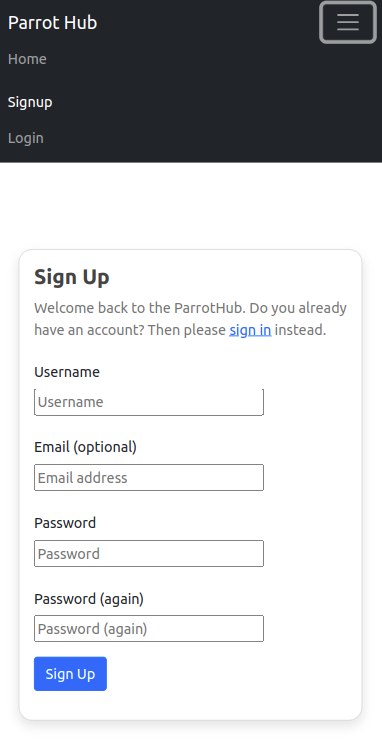 Parrot Hub
Home
Signup
Login
Sign Up
Welcome back to the ParrotHub. Do you already
have an account? Then please sign in instead.
Username
Username
Email (optional)
Email address
Password
Password
Password (again)
Password (again)
Sign Up